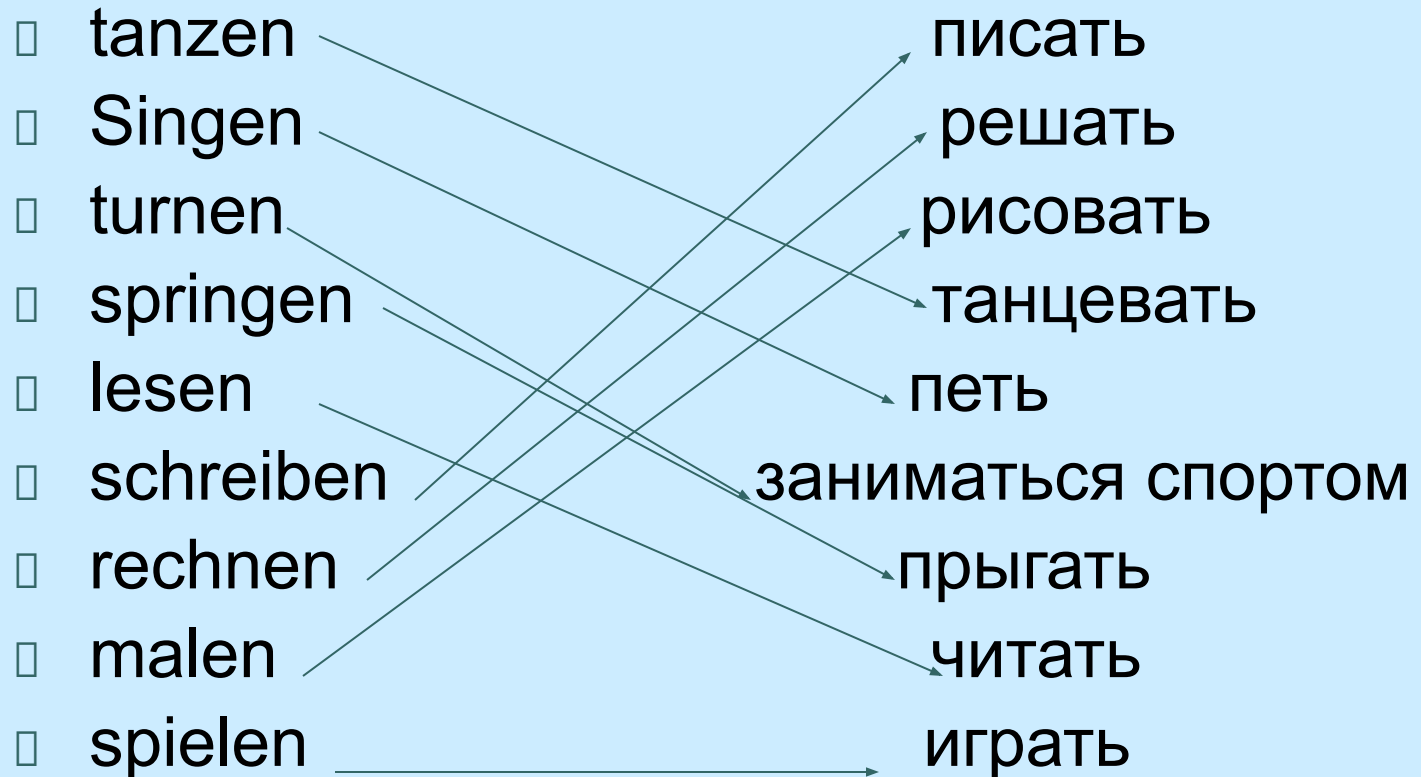 tanzen писать
Singen решать
turnen рисовать
springen танцевать
lesen петь
schreiben заниматься спортом
rechnen прыгать
malen читать
spielen играть